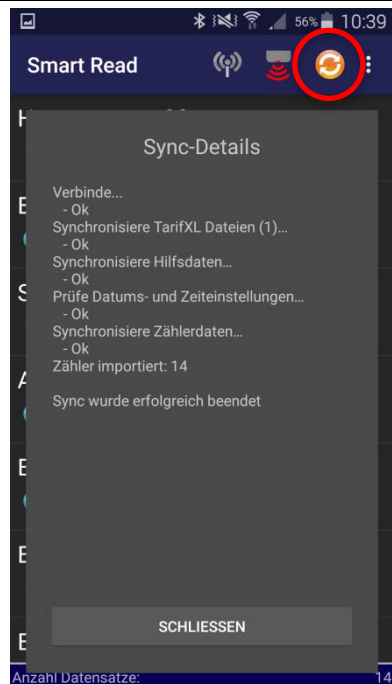 56% 10:39
Smart Read
Sync-Details
Verbinde...
- Ok
Synchronisiere TarifXL Dateien (1)...
- Ok
Synchronisiere Hilfsdaten...
- Ok
Prüfe Datums- und Zeiteinstellungen...
- Ok
Synchronisiere Zählerdaten...
- Ok
Zähler importiert: 14
Sync wurde erfolgreich beendet
SCHLIESSEN
Anzahl Datensätze: 14